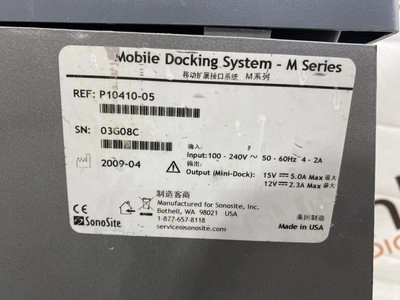 Mobile Docking System - M Series
移动扩展接口系统 M系列
REF: P10410-05
SN: 03G08C
输入:
Input: 100 - 240V ~ 50 - 60Hz 4 - 2A
输出:
Output (Mini-Dock): 15V 5.0A Max
12V 2.3A Max
2009-04
制造客商
Manufactured for Sonosite, Inc.
Bothell, WA 98021 USA
1-877-657-8118
service@sonosite.com
SonoSite
美国制造
Made in USA